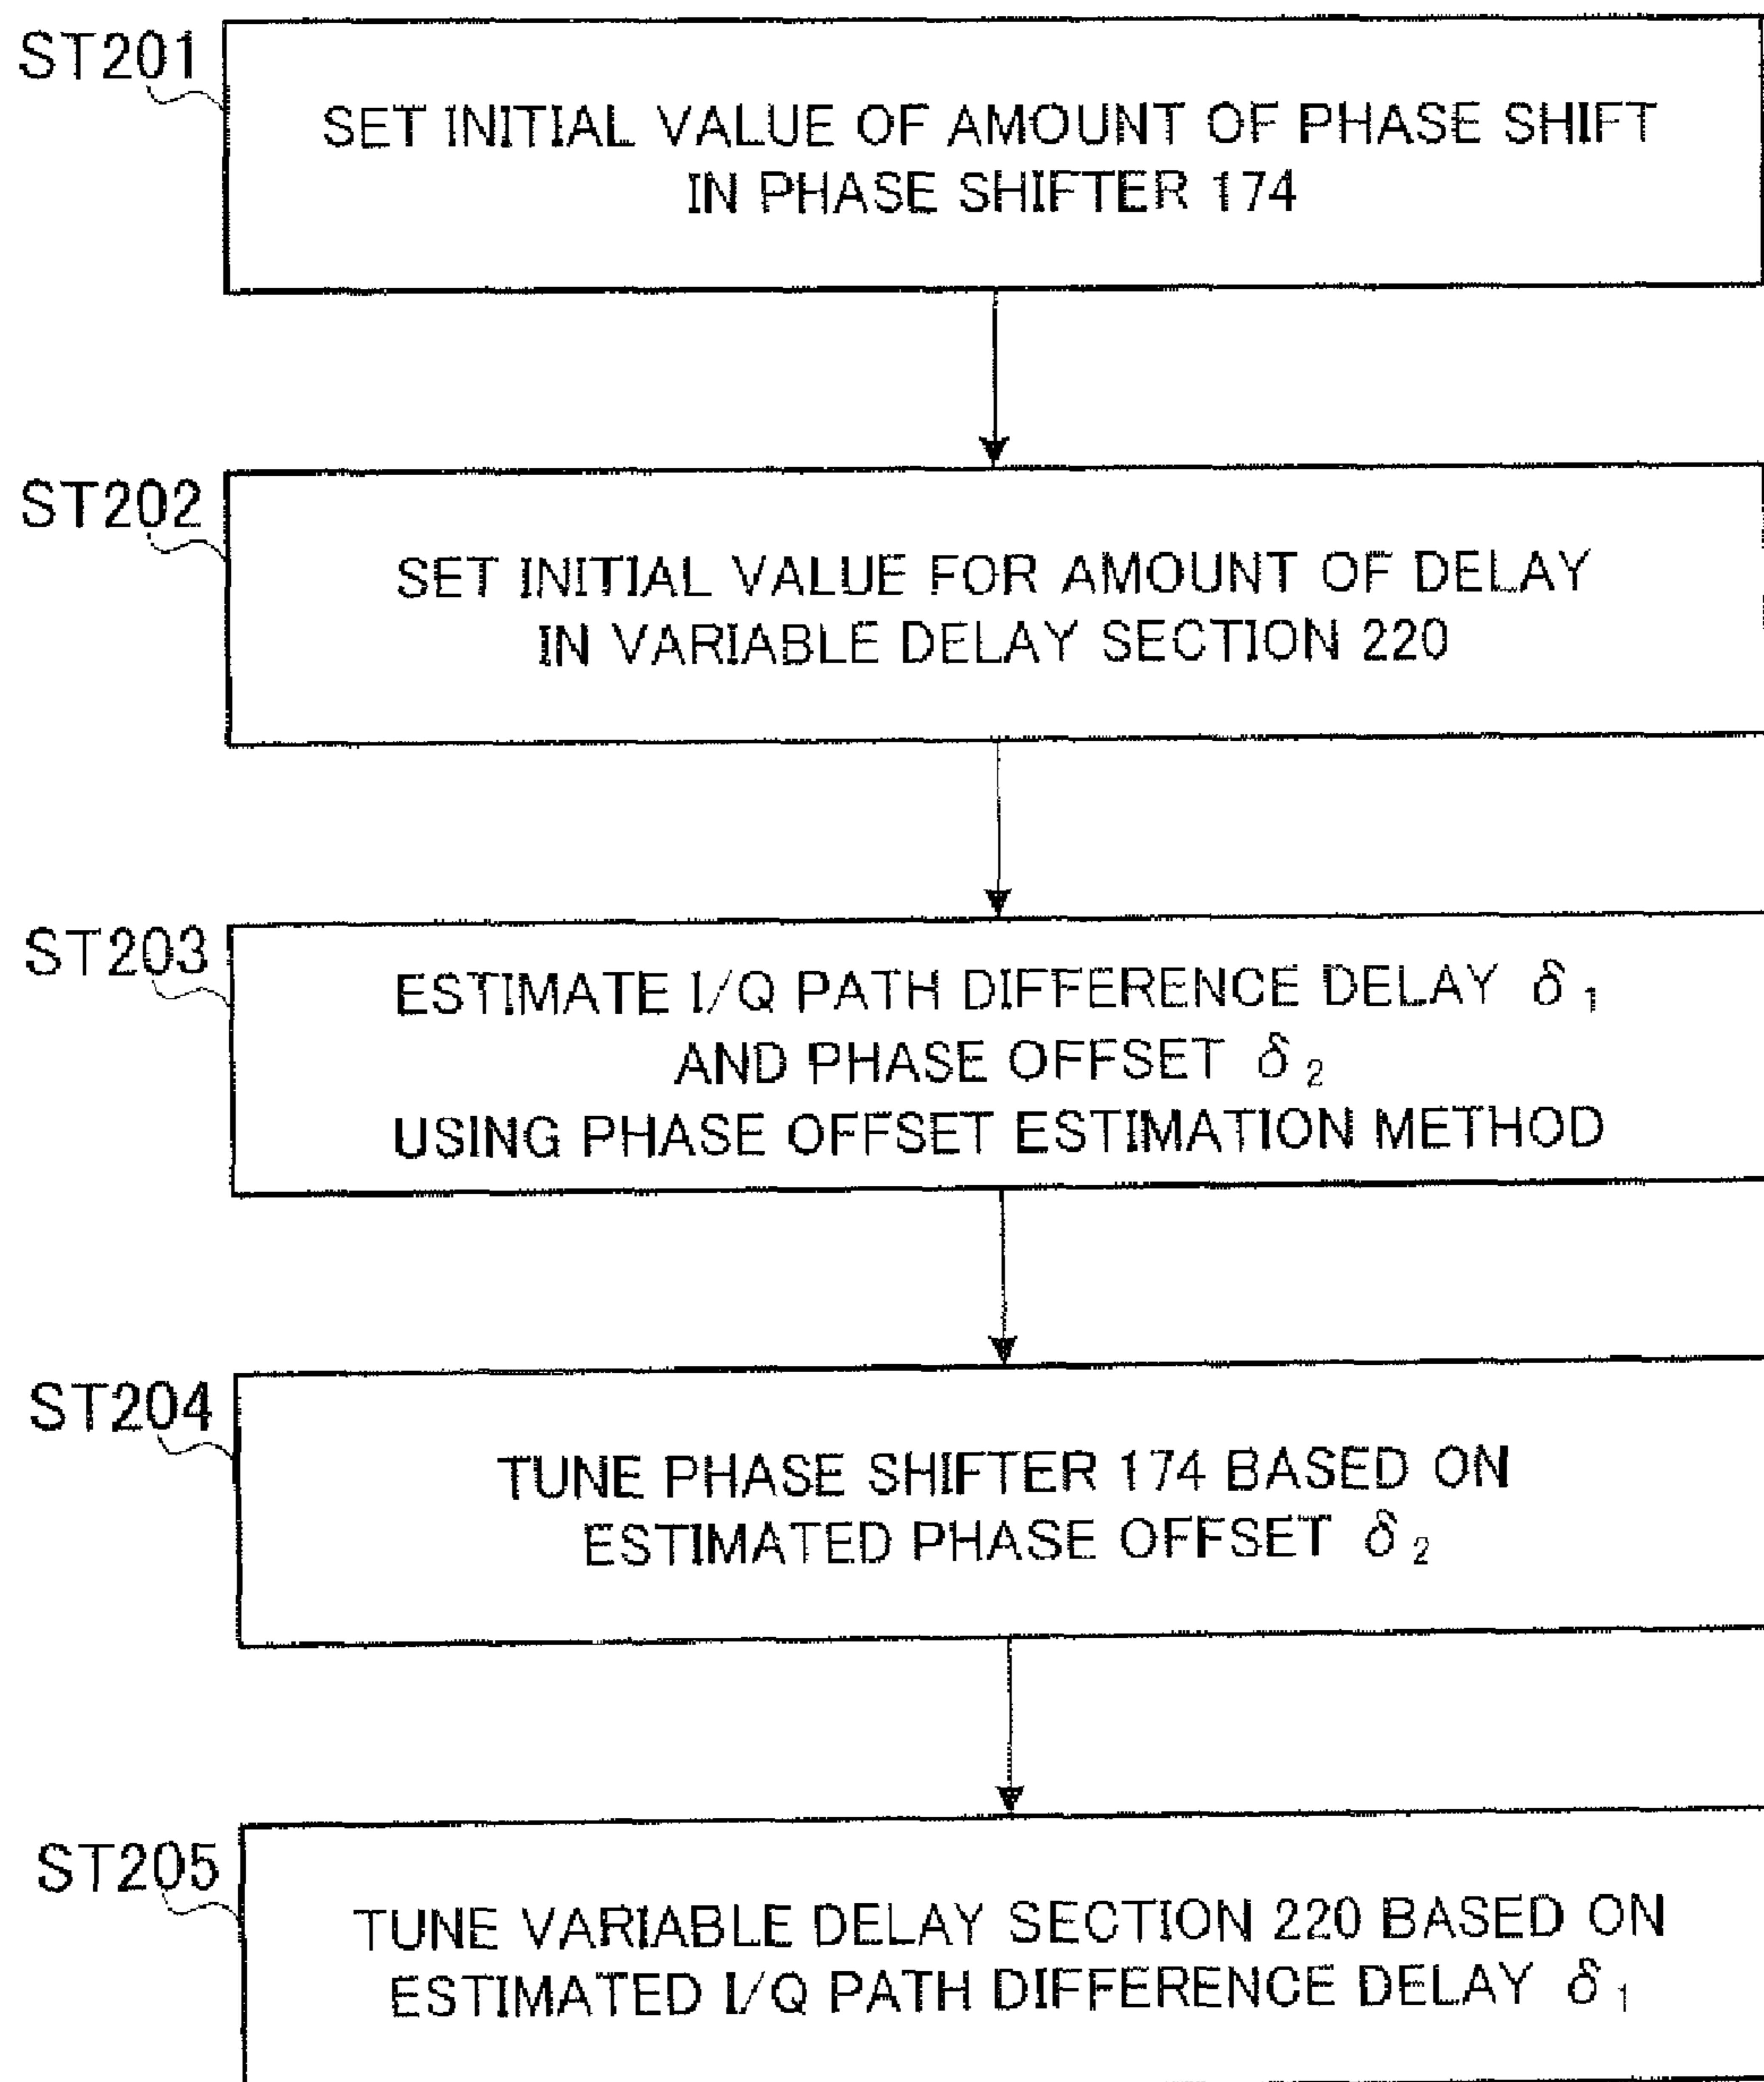 ST201
SET INITIAL VALUE OF AMOUNT OF PHASE SHIFT
IN PHASE SHIFTER 174
ST202
SET INITIAL VALUE FOR AMOUNT OF DELAY
IN VARIABLE DELAY SECTION 220
ST203
ESTIMATE I/Q PATH DIFFERENCE DELAY δ₁
AND PHASE OFFSET δ₂
USING PHASE OFFSET ESTIMATION METHOD
ST204
TUNE PHASE SHIFTER 174 BASED ON
ESTIMATED PHASE OFFSET δ₂
ST205
TUNE VARIABLE DELAY SECTION 220 BASED ON
ESTIMATED I/Q PATH DIFFERENCE DELAY δ₁